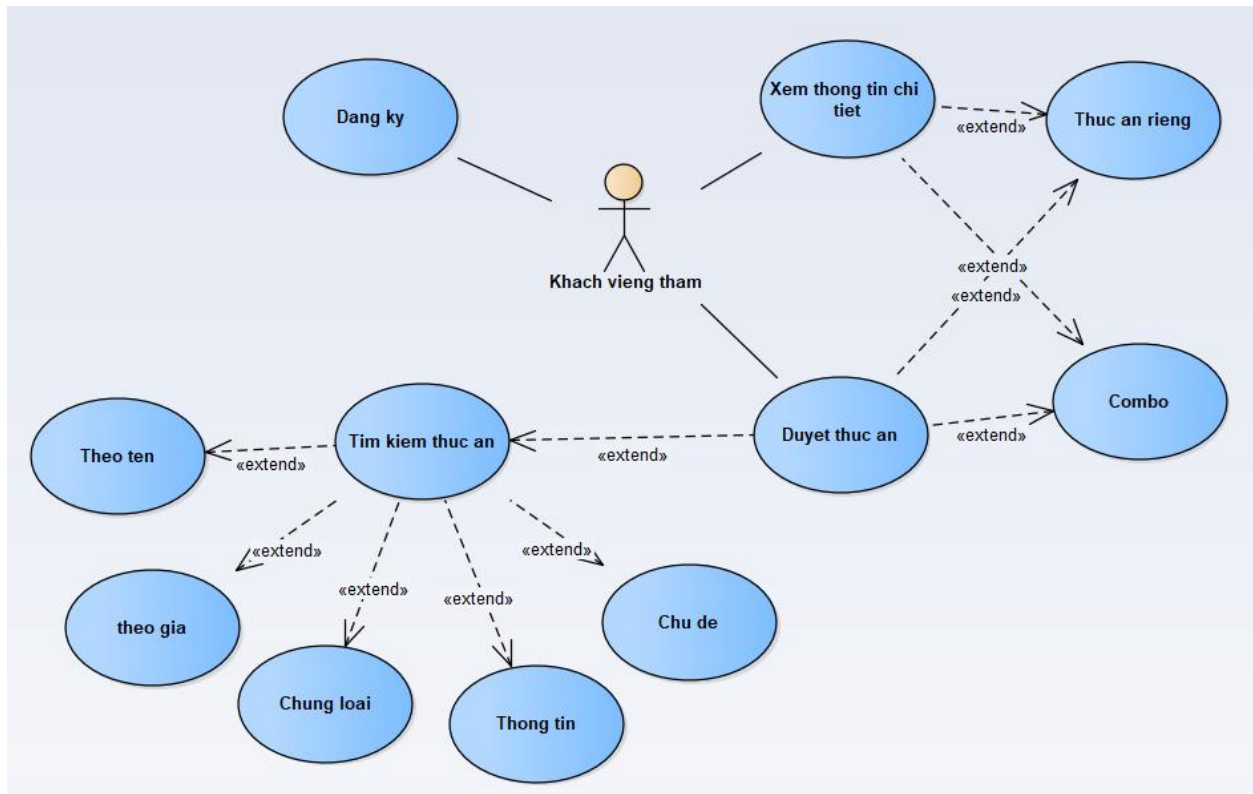 Dang ky
Xem thong tin chi
tiet
«extend»
Thuc an rieng
Khach vieng tham
«extend»
«extend»
Theo ten
«extend»
Tim kiem thuc an
«extend»
Duyet thuc an
«extend»
Combo
«extend»
«extend»
«extend»
«extend»
theo gia
Chung loai
Thong tin
Chu de